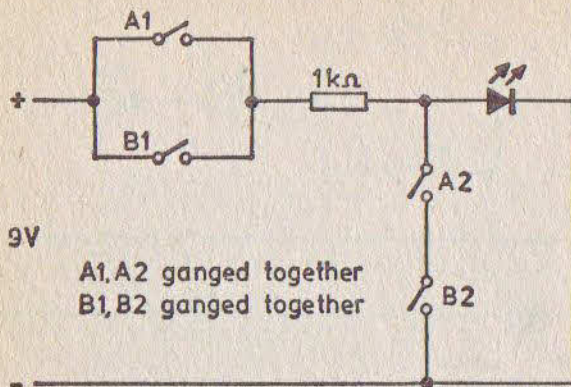 A1
1kΩ
+
B1
A2
9V
A1,A2 ganged together
B1,B2 ganged together
B2
-